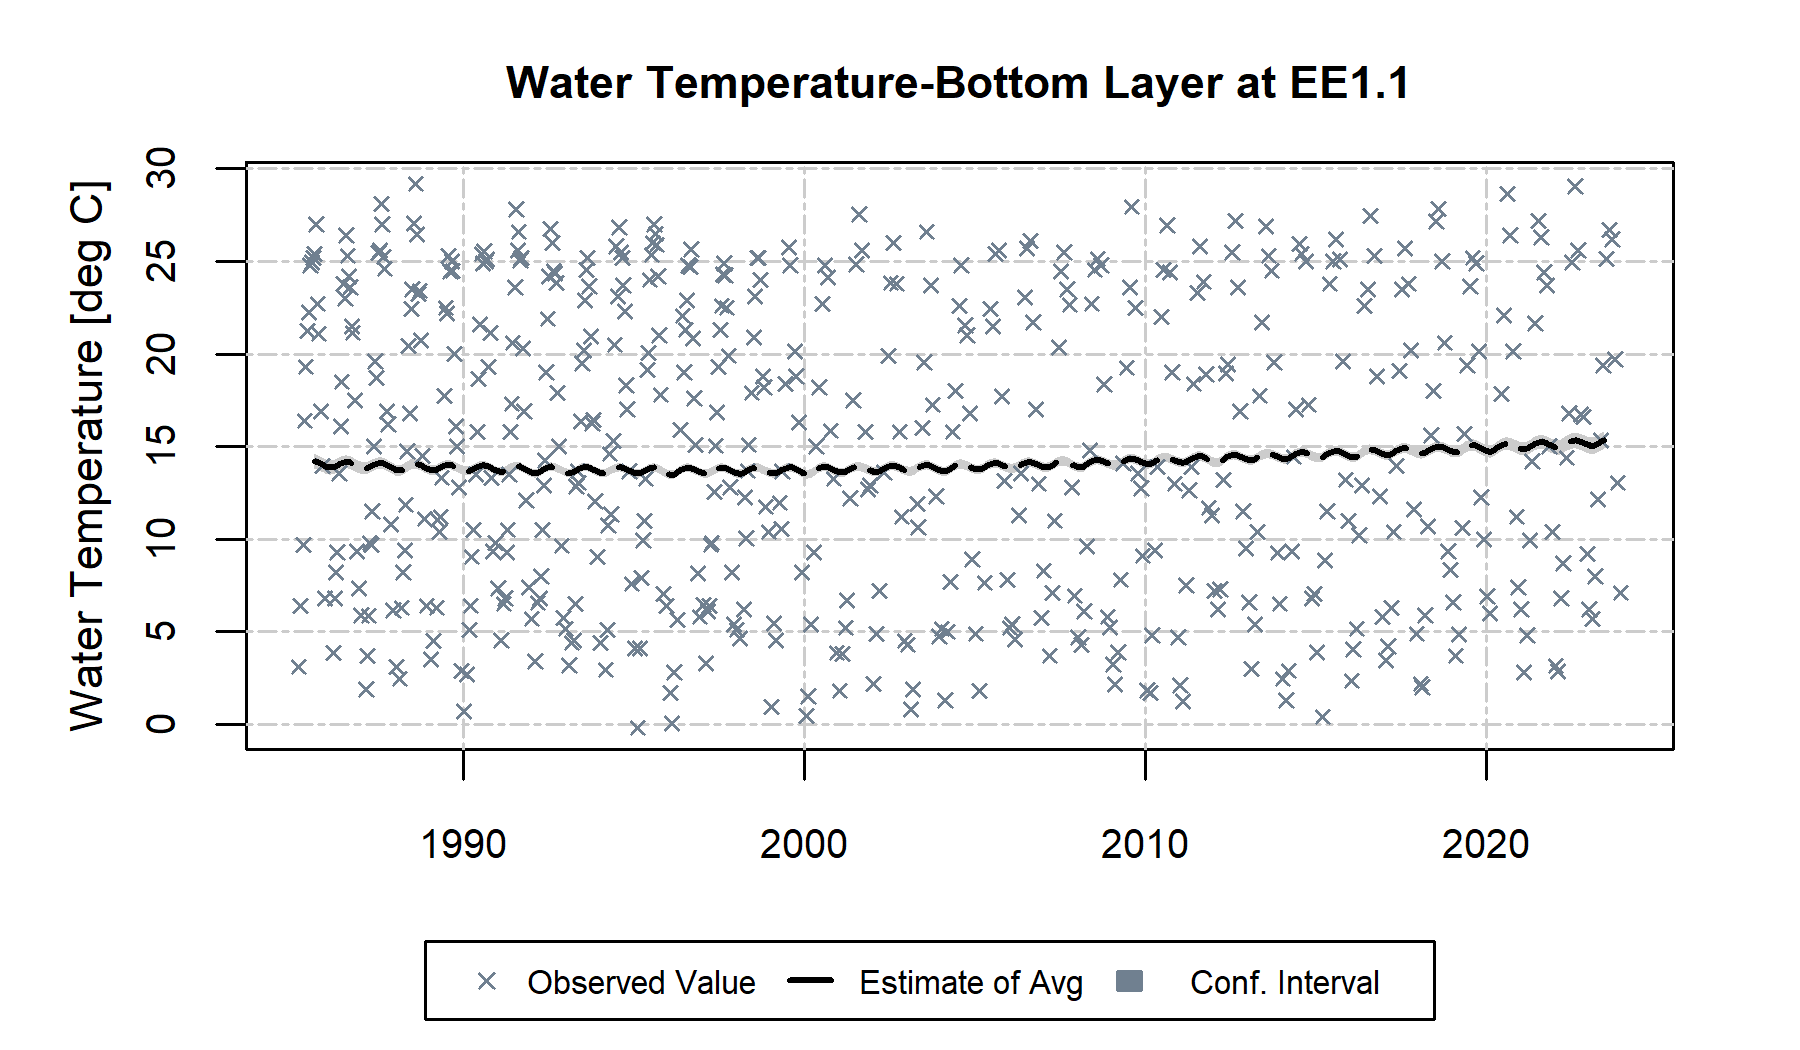 Water Temperature-Bottom Layer at EE1.1
Water Temperature [deg C]
30
25
20
15
10
5
0
1990 2000 2010 2020
Observed Value Estimate of Avg Conf. Interval